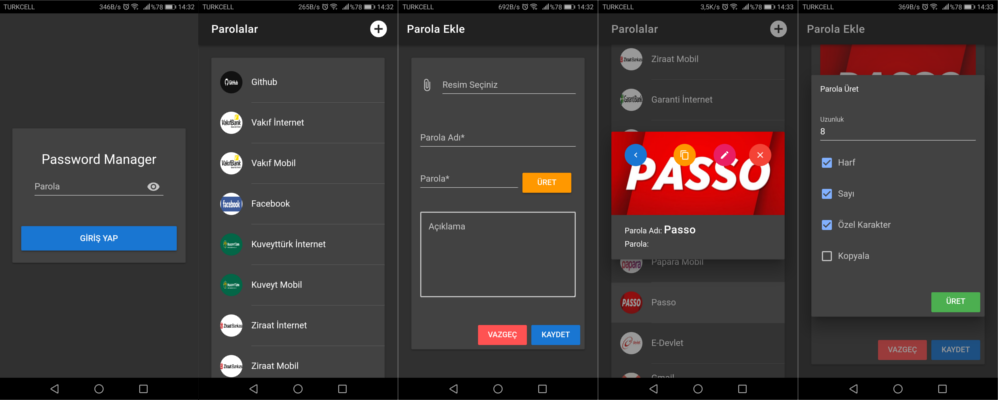 TURKCELL 346B/s %78 14:32
Password Manager
Parola
GİRİŞ YAP
265B/s %78 14:32
Parolalar
Github
Vakıf İnternet
Vakıf Mobil
Facebook
Kuveyttürk İnternet
Kuveyt Mobil
Ziraat İnternet
Ziraat Mobil
TURKCELL 692B/s %78 14:32
Parola Ekle
Resim Seçiniz
Parola Adı*
Parola*
ÜRET
Açıklama
VAZGEÇ
KAYDET
TURKCELL 3,5K/s %78 14:33
Parolalar
Ziraat Mobil
Garanti İnternet
PASSO
Parola Adı: Passo
Parola:
Papara Mobil
PASSO
Passo
E-Devlet
Gmail
TURKCELL 369B/s %78 14:33
Parola Ekle
Parola Üret
Uzunluk
8
Harf
Sayı
Özel Karakter
Kopyala
ÜRET
VAZGEÇ
KAYDET